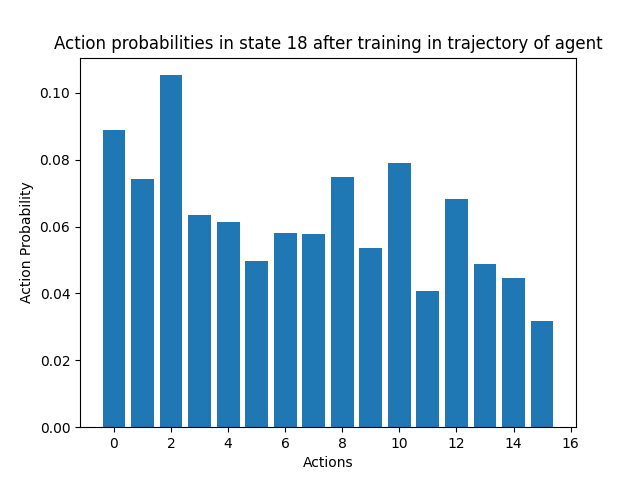 Action probabilities in state 18 after training in trajectory of agent
0.10
0.08
0.06
0.04
0.02
0.00
Action Probability
0 2 4 6 8 10 12 14 16
Actions